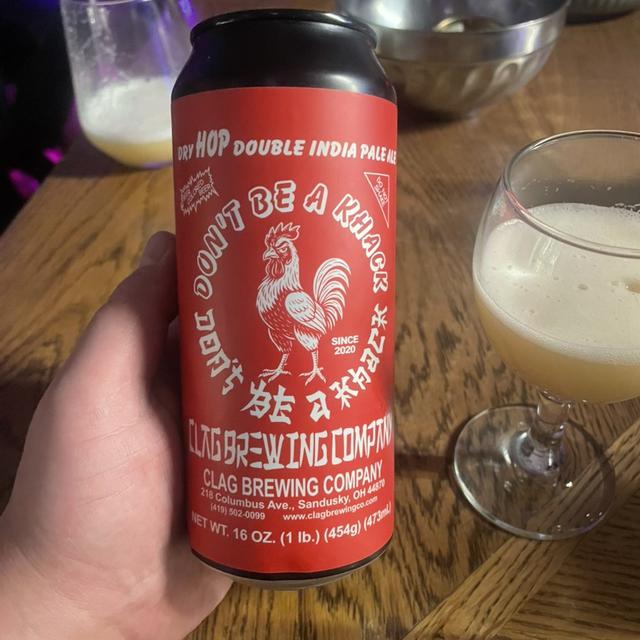 DRY HOP DOUBLE INDIA PALE ALE
DON'T BE A KHACK
SINCE
2020
DON'T BE A KHACK
CLAG BREWING COMPANY
CLAG BREWING COMPANY
218 Columbus Ave., Sandusky, OH 44870
(419) 502-0099 www.clagbrewingco.com
NET WT. 16 OZ. (1 lb.) (454g) (473mL)